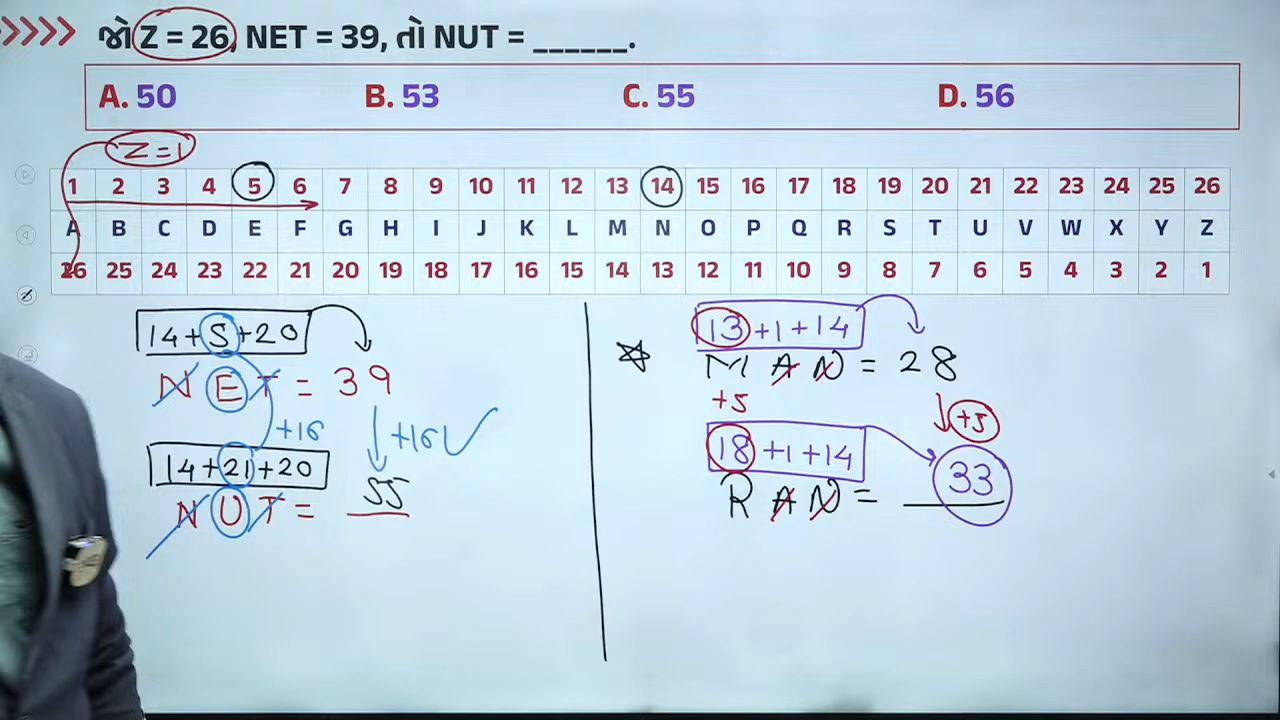 જો Z = 26, NET = 39, તો NUT = ______.
A. 50 B. 53 C. 55 D. 56
Z = 1
1 2 3 4 5 6 7 8 9 10 11 12 13 14 15 16 17 18 19 20 21 22 23 24 25 26
A B C D E F G H I J K L M N O P Q R S T U V W X Y Z
26 25 24 23 22 21 20 19 18 17 16 15 14 13 12 11 10 9 8 7 6 5 4 3 2 1
14+5+20
NET = 39
+16 +16
14+21+20
NUT = 55
13+1+14
MAN = 28
+5 +5
18+1+14
RAN = 33